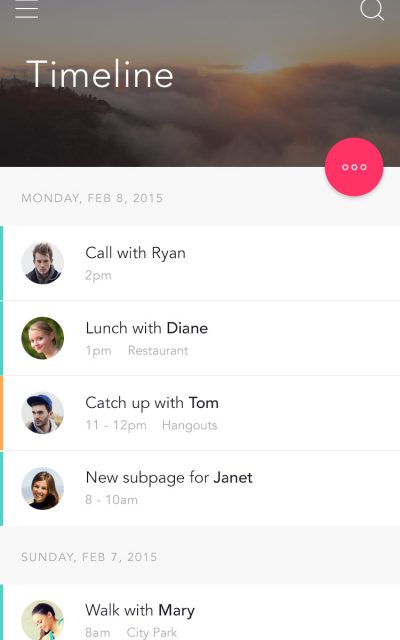 Timeline
MONDAY, FEB 8, 2015
Call with Ryan
2pm
Lunch with Diane
1pm Restaurant
Catch up with Tom
11 - 12pm Hangouts
New subpage for Janet
8 - 10am
SUNDAY, FEB 7, 2015
Walk with Mary
8am City Park